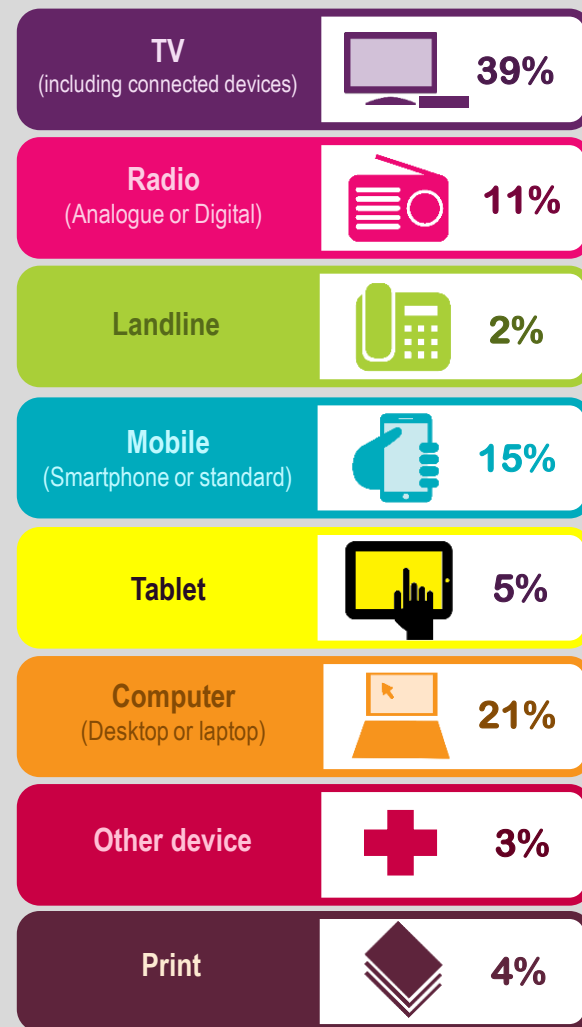 TV
(including connected devices)
39%
Radio
(Analogue or Digital)
11%
Landline
2%
Mobile
(Smartphone or standard)
15%
Tablet
5%
Computer
(Desktop or laptop)
21%
Other device
3%
Print
4%